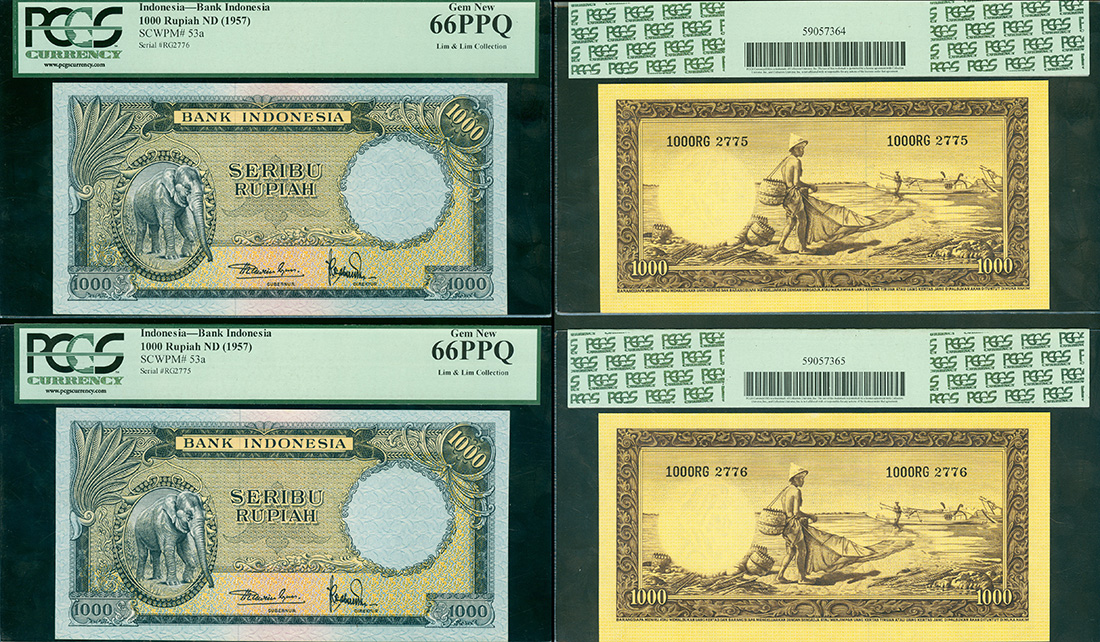 PCGS
CURRENCY
www.pcgscurrency.com
Indonesia—Bank Indonesia
1000 Rupiah ND (1957)
SCWPM# 53a
Serial #RG2776
Gem New
66PPQ
Lim & Lim Collection
59057364
BANK INDONESIA
1000
SERIBU
RUPIAH
GUBERNUR
DIREKTUR
1000
1000
1000RG 2775
1000RG 2775
1000
1000
PCGS
CURRENCY
www.pcgscurrency.com
Indonesia—Bank Indonesia
1000 Rupiah ND (1957)
SCWPM# 53a
Serial #RG2775
Gem New
66PPQ
Lim & Lim Collection
59057365
BANK INDONESIA
1000
SERIBU
RUPIAH
GUBERNUR
DIREKTUR
1000
1000
1000RG 2776
1000RG 2776
1000
1000